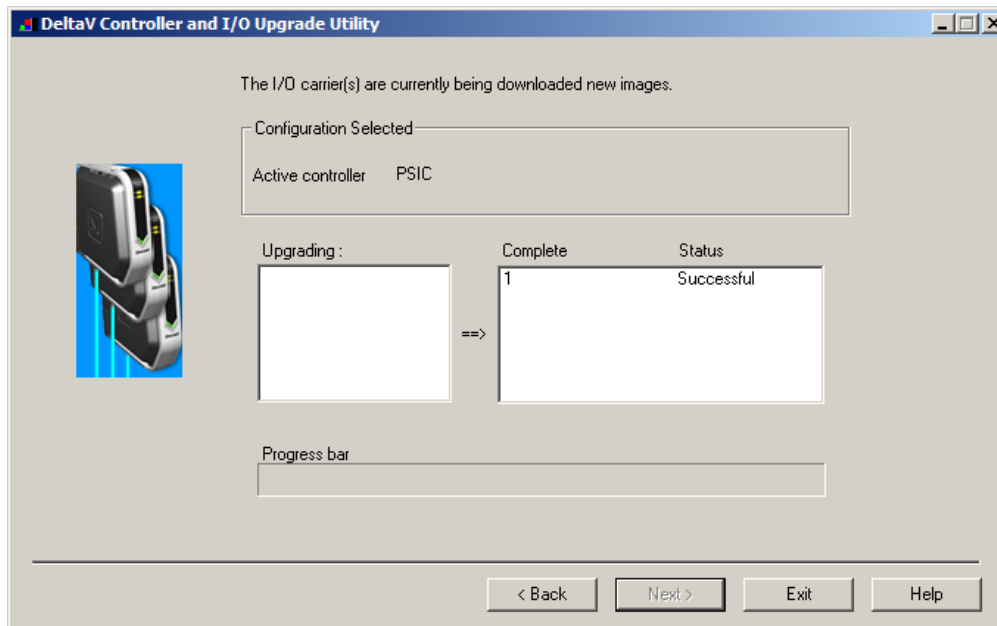 DeltaV Controller and I/O Upgrade Utility
The I/O carrier(s) are currently being downloaded new images.
Configuration Selected
Active controller PSIC
Upgrading : Complete Status
1 Successful
==>
Progress bar
< Back Next > Exit Help